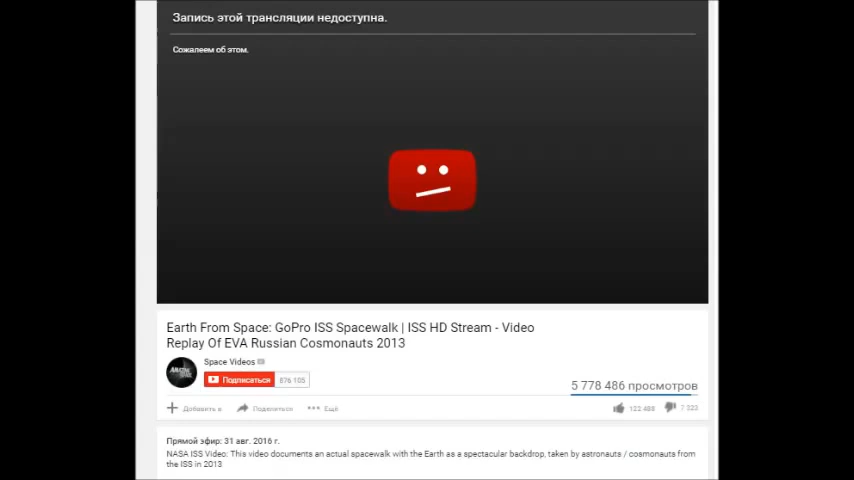 Запись этой трансляции недоступна.
Сожалеем об этом.
Earth From Space: GoPro ISS Spacewalk | ISS HD Stream - Video
Replay Of EVA Russian Cosmonauts 2013
Space Videos
Подписаться 876 105
5 778 486 просмотров
Добавить в Поделиться Ещё
122 488
Прямой эфир: 31 авг. 2016 г.
NASA ISS Video: This video documents an actual spacewalk with the Earth as a spectacular backdrop, taken by astronauts / cosmonauts from
the ISS in 2013